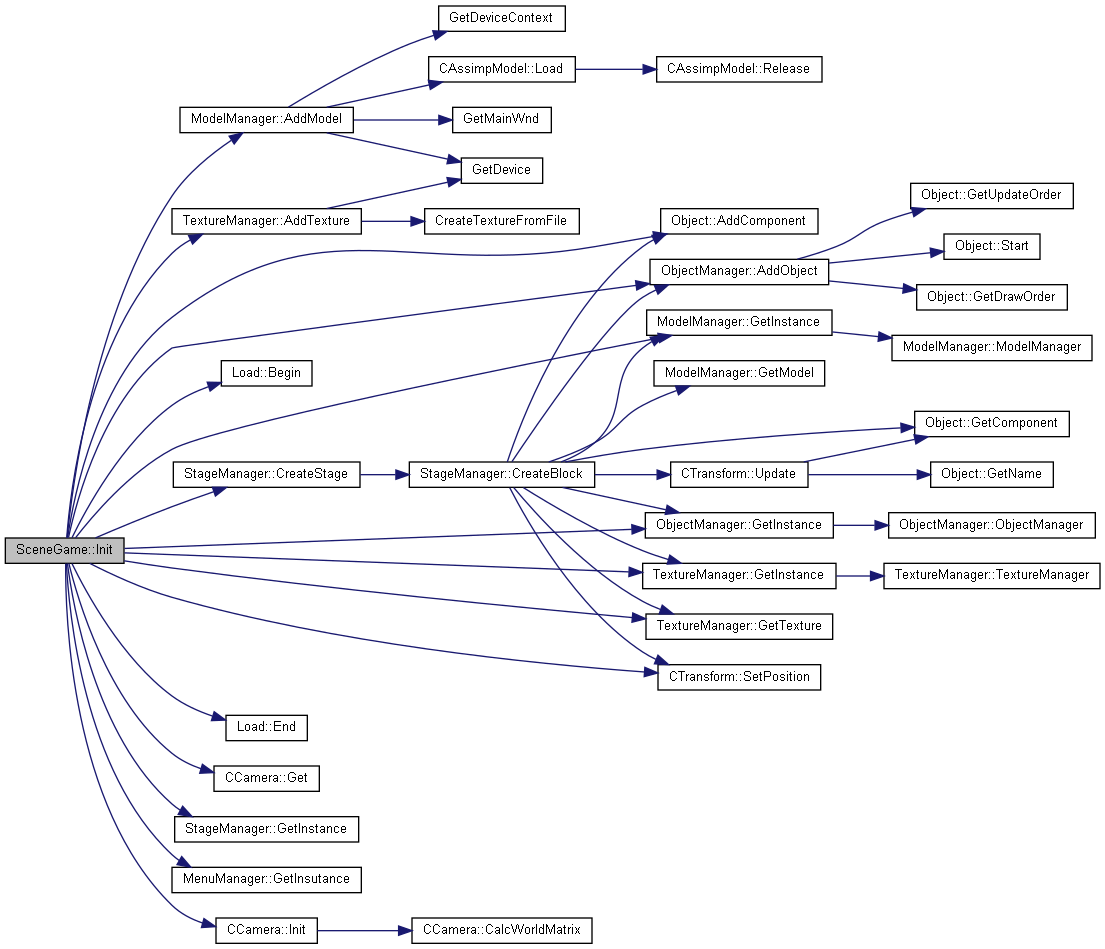 GetDeviceContext
CAssimpModel::Load
CAssimpModel::Release
ModelManager::AddModel
GetMainWnd
GetDevice
Object::GetUpdateOrder
TextureManager::AddTexture
CreateTextureFromFile
Object::AddComponent
Object::Start
ObjectManager::AddObject
Object::GetDrawOrder
ModelManager::GetInstance
ModelManager::ModelManager
Load::Begin
ModelManager::GetModel
Object::GetComponent
StageManager::CreateStage
StageManager::CreateBlock
CTransform::Update
Object::GetName
ObjectManager::GetInstance
ObjectManager::ObjectManager
SceneGame::Init
TextureManager::GetInstance
TextureManager::TextureManager
TextureManager::GetTexture
CTransform::SetPosition
Load::End
CCamera::Get
StageManager::GetInstance
MenuManager::GetInsutance
CCamera::Init
CCamera::CalcWorldMatrix